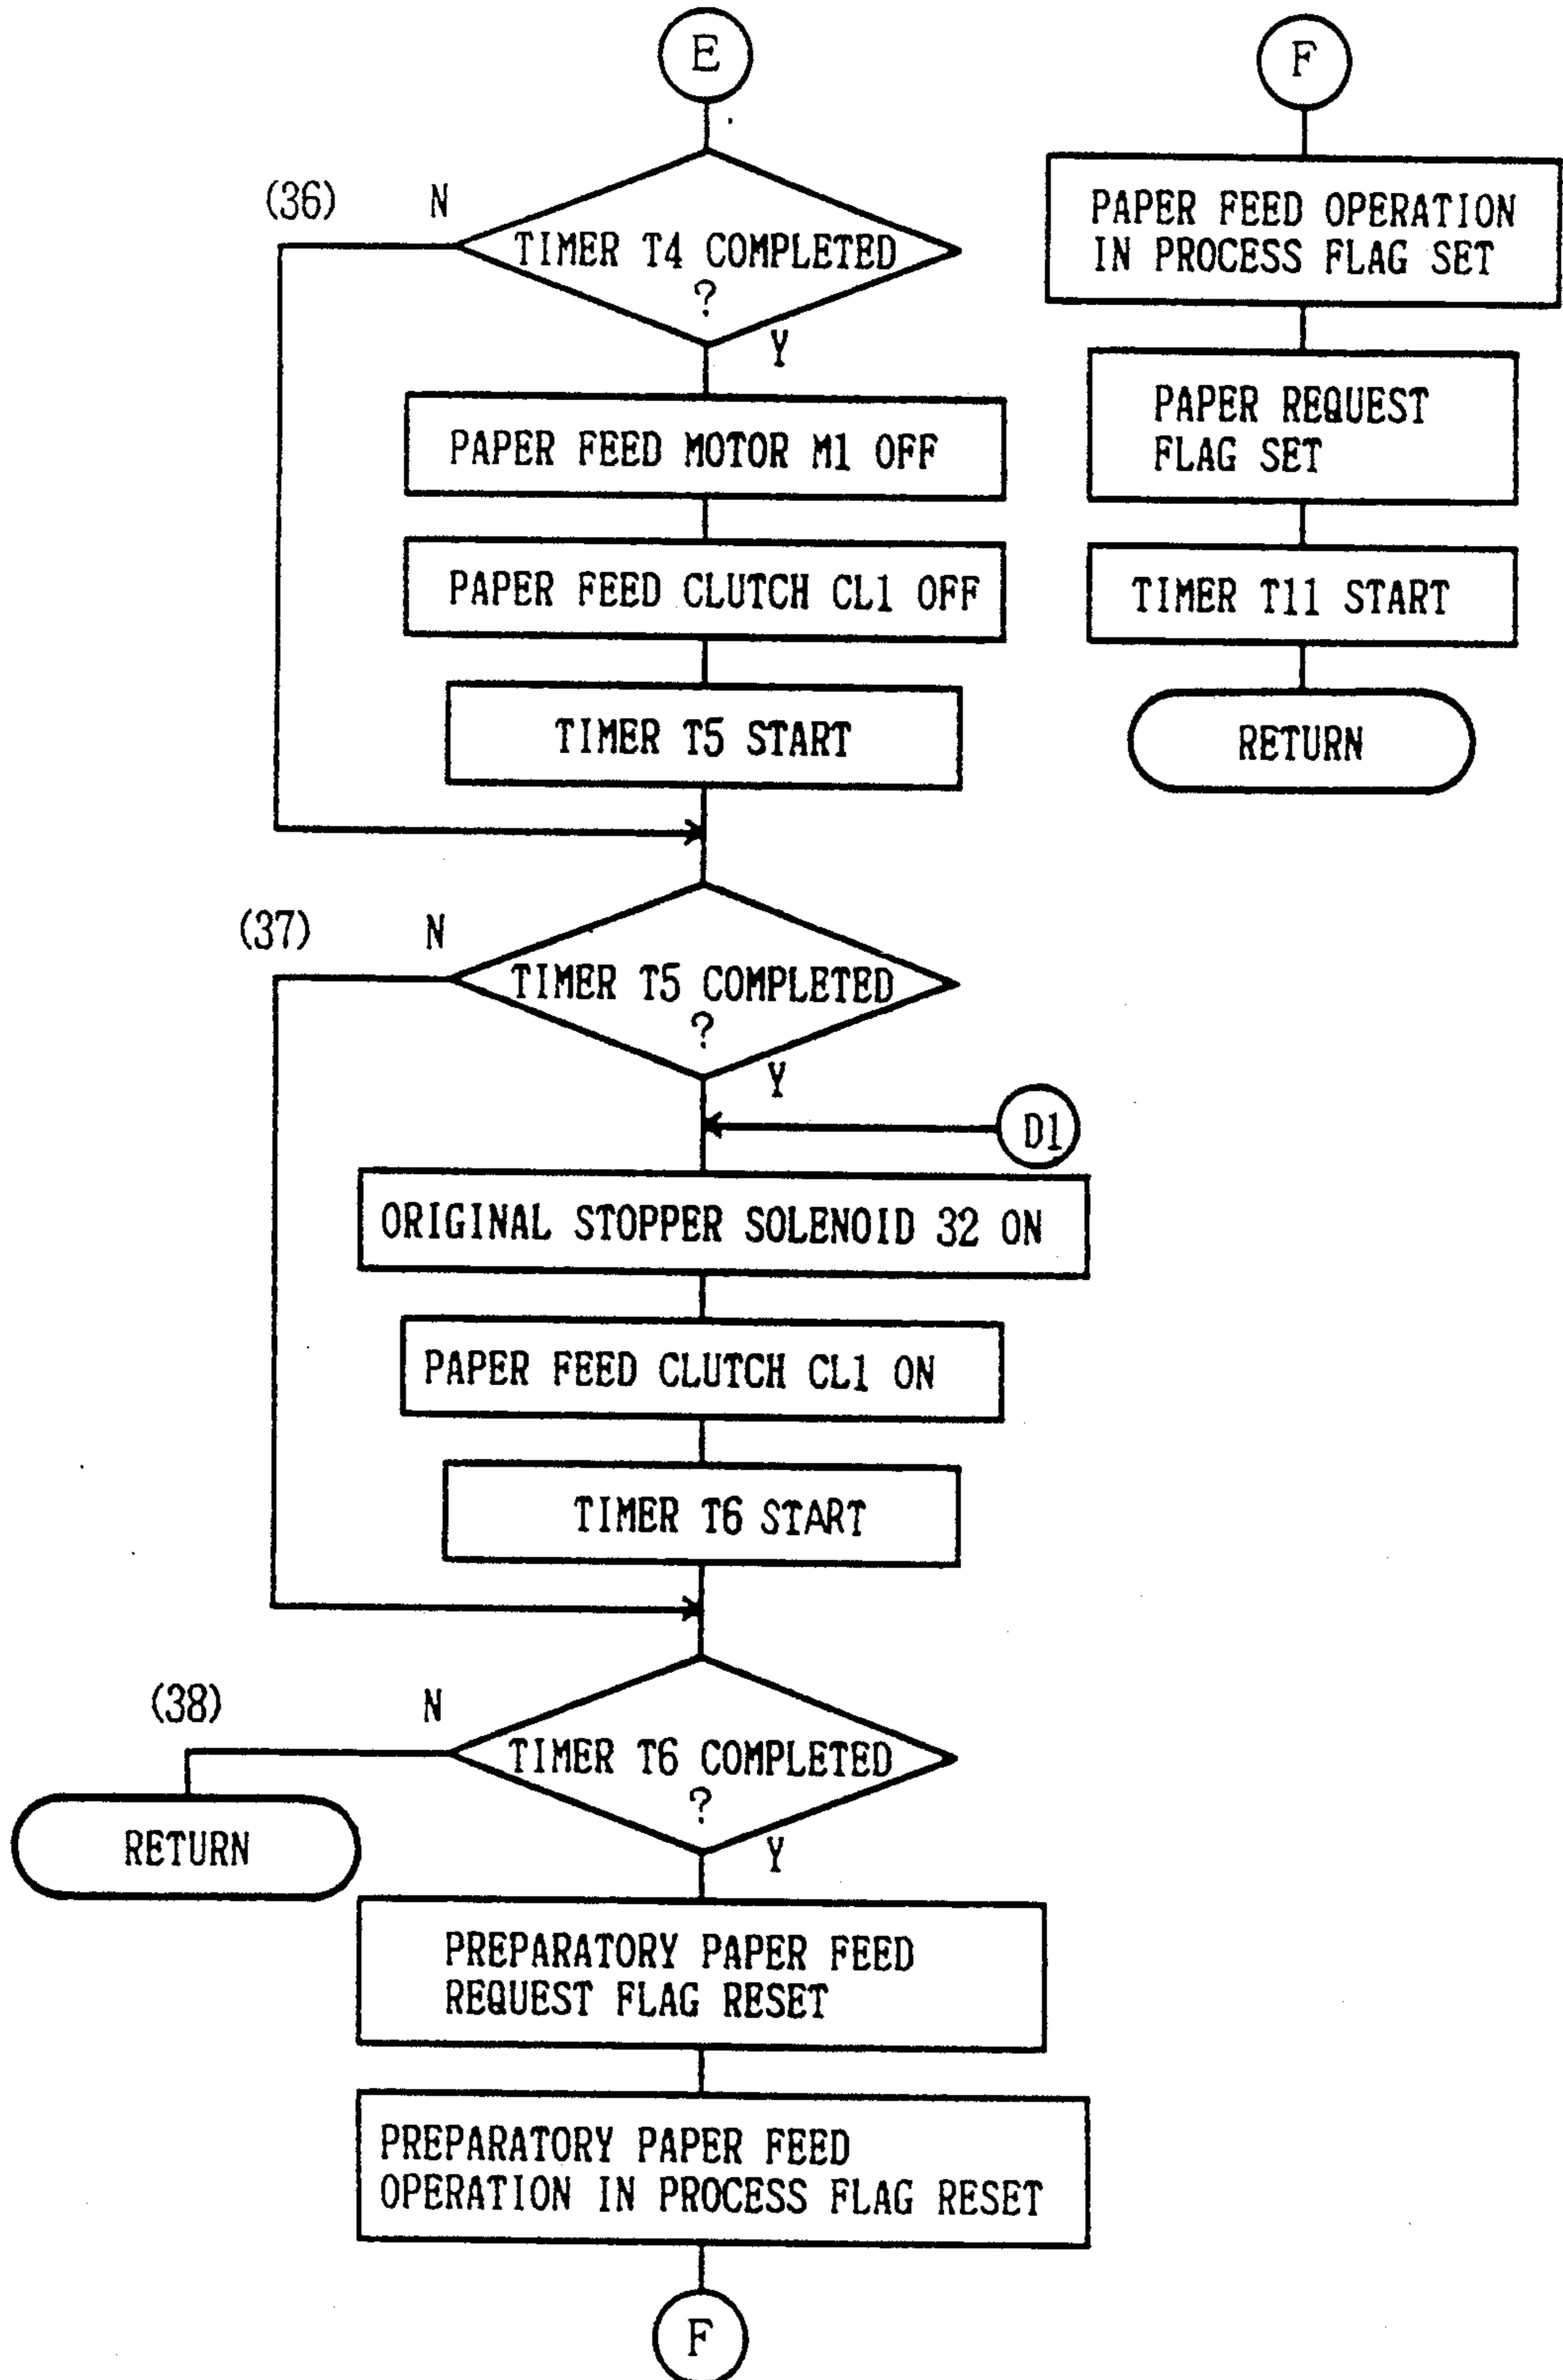 E
(36)
N
TIMER T4 COMPLETED
?
Y
PAPER FEED MOTOR M1 OFF
PAPER FEED CLUTCH CL1 OFF
TIMER T5 START
(37)
N
TIMER T5 COMPLETED
?
Y
D1
ORIGINAL STOPPER SOLENOID 32 ON
PAPER FEED CLUTCH CL1 ON
TIMER T6 START
(38)
N
TIMER T6 COMPLETED
?
RETURN
Y
PREPARATORY PAPER FEED
REQUEST FLAG RESET
PREPARATORY PAPER FEED
OPERATION IN PROCESS FLAG RESET
F
F
PAPER FEED OPERATION
IN PROCESS FLAG SET
PAPER REQUEST
FLAG SET
TIMER T11 START
RETURN